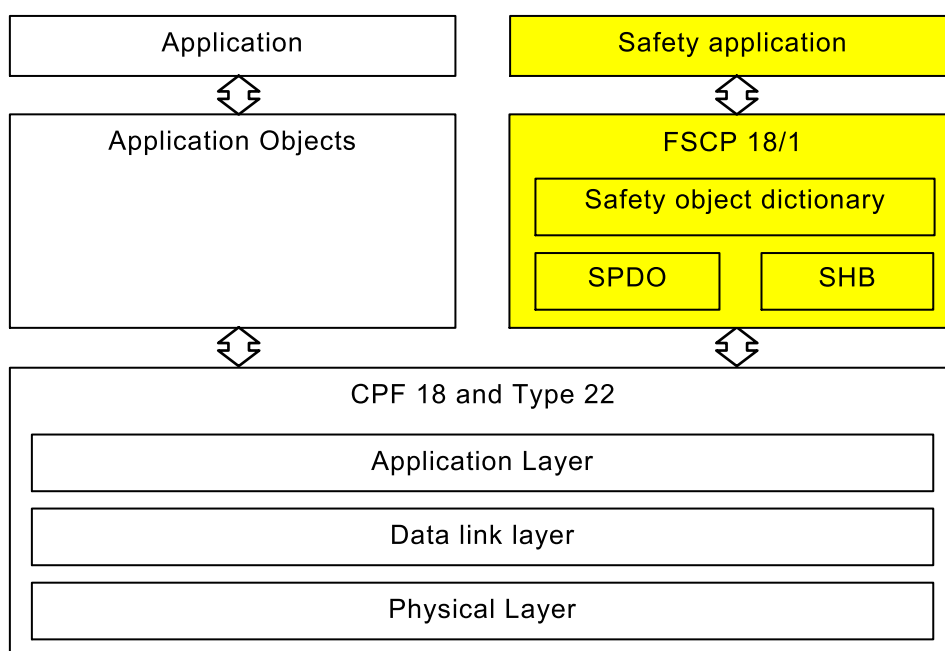 Application
Safety application
Application Objects
FSCP 18/1
Safety object dictionary
SPDO
SHB
CPF 18 and Type 22
Application Layer
Data link layer
Physical Layer